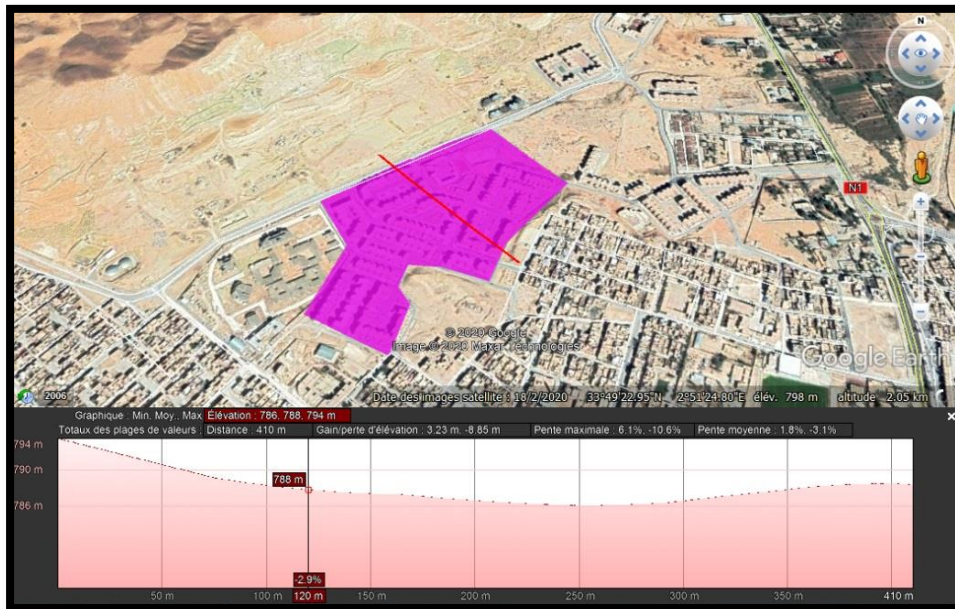 N
N1
© 2020 Google
Image © 2020 Maxar Technologies
Google Earth
2006
Date des images satellite : 18/2/2020 33°49'22.95"N 2°51'24.80"E élév. 798 m altitude 2.05 km
Graphique : Min, Moy., Max Élévation : 786, 788, 794 m
Totaux des plages de valeurs : Distance : 410 m Gain/perte d'élévation : 3.23 m, -8.85 m Pente maximale : 6.1%, -10.6% Pente moyenne : 1.8%, -3.1%
794 m
790 m
788 m
786 m
-2.9%
50 m 100 m 120 m 150 m 200 m 250 m 300 m 350 m 410 m